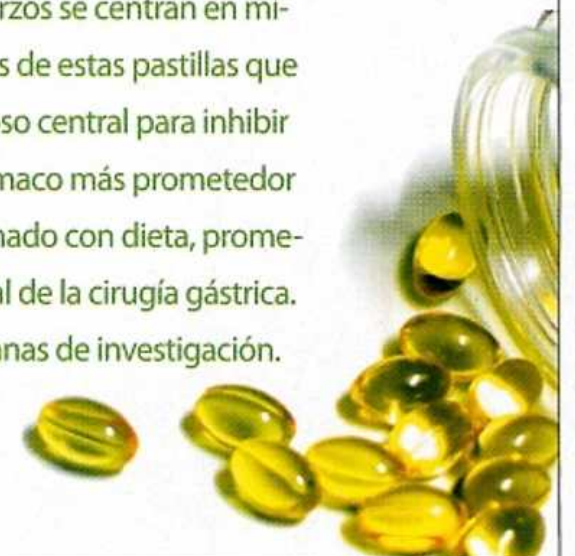 rzos se centran en mi-
s de estas pastillas que
so central para inhibir
maco más prometedor
nado con dieta, prome-
al de la cirugía gástrica.
nas de investigación.